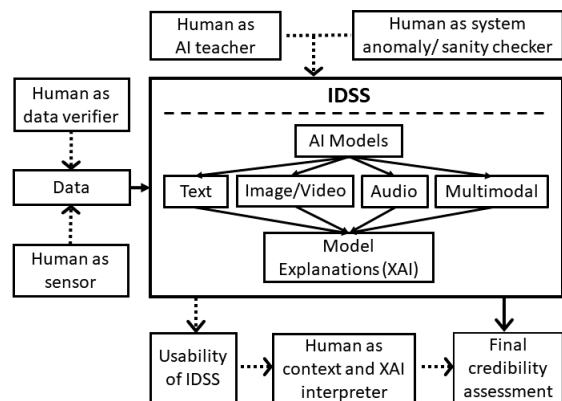 Human as
AI teacher
Human as system
anomaly/ sanity checker
Human as
data verifier
IDSS
AI Models
Data
Text
Image/Video
Audio
Multimodal
Human as
sensor
Model
Explanations (XAI)
Usability
of IDSS
Human as
context and XAI
interpreter
Final
credibility
assessment